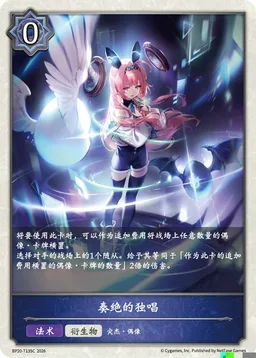 0
将要使用此卡时，可以作为追加费用将战场上任意数量的偶
像·卡牌横置。
选择对手的战场上的1个随从。给予其等同于「作为此卡的追加
费用横置的偶像·卡牌的数量」2倍的伤害。
奏绝的独唱
法术
衍生物
灾杰·偶像
BP20-T13SC 2026
© Cygames, Inc. Published by NetEase Games